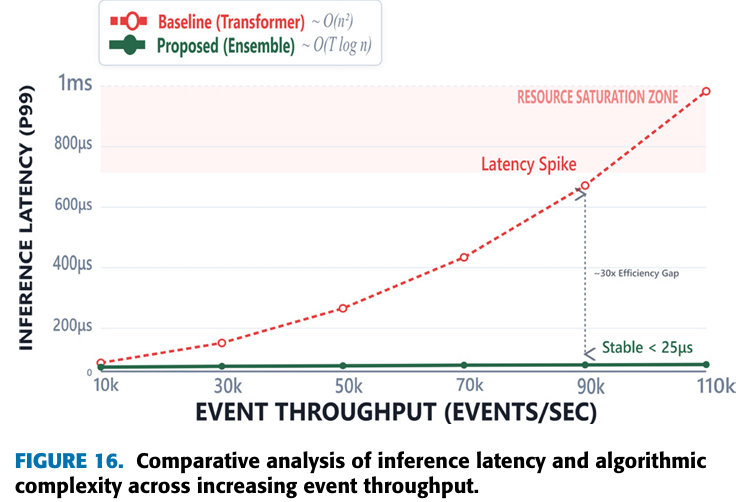 Baseline (Transformer) ~ O(n²)
Proposed (Ensemble) ~ O(T log n)
1ms
RESOURCE SATURATION ZONE
800µs
Latency Spike
600µs
400µs
~30x Efficiency Gap
200µs
Stable < 25µs
0
INFERENCE LATENCY (P99)
10k 30k 50k 70k 90k 110k
EVENT THROUGHPUT (EVENTS/SEC)
FIGURE 16. Comparative analysis of inference latency and algorithmic
complexity across increasing event throughput.